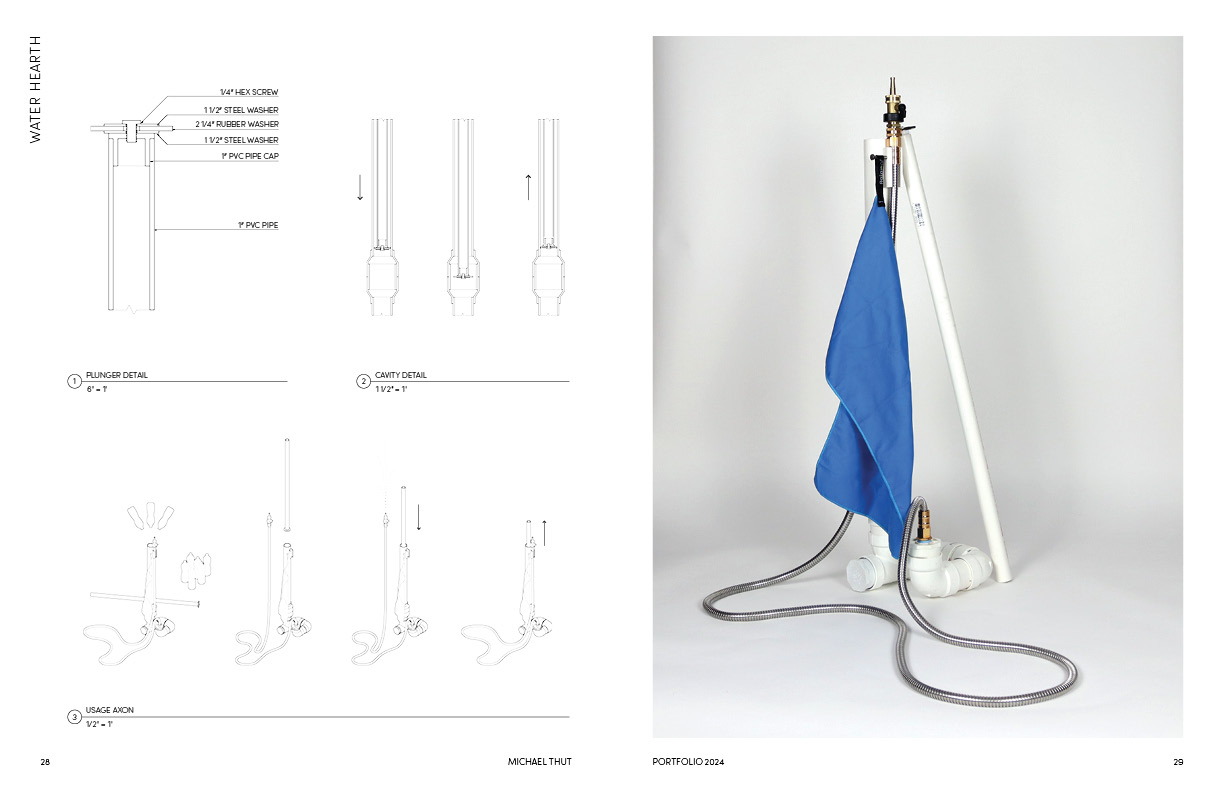 WATER HEARTH
1/4" HEX SCREW
1 1/2" STEEL WASHER
2 1/4" RUBBER WASHER
1 1/2" STEEL WASHER
1" PVC PIPE CAP
1" PVC PIPE
1 PLUNGER DETAIL
6" = 1'
2 CAVITY DETAIL
1 1/2" = 1'
3 USAGE AXON
1/2" = 1'
28
MICHAEL THUT
PORTFOLIO 2024
29